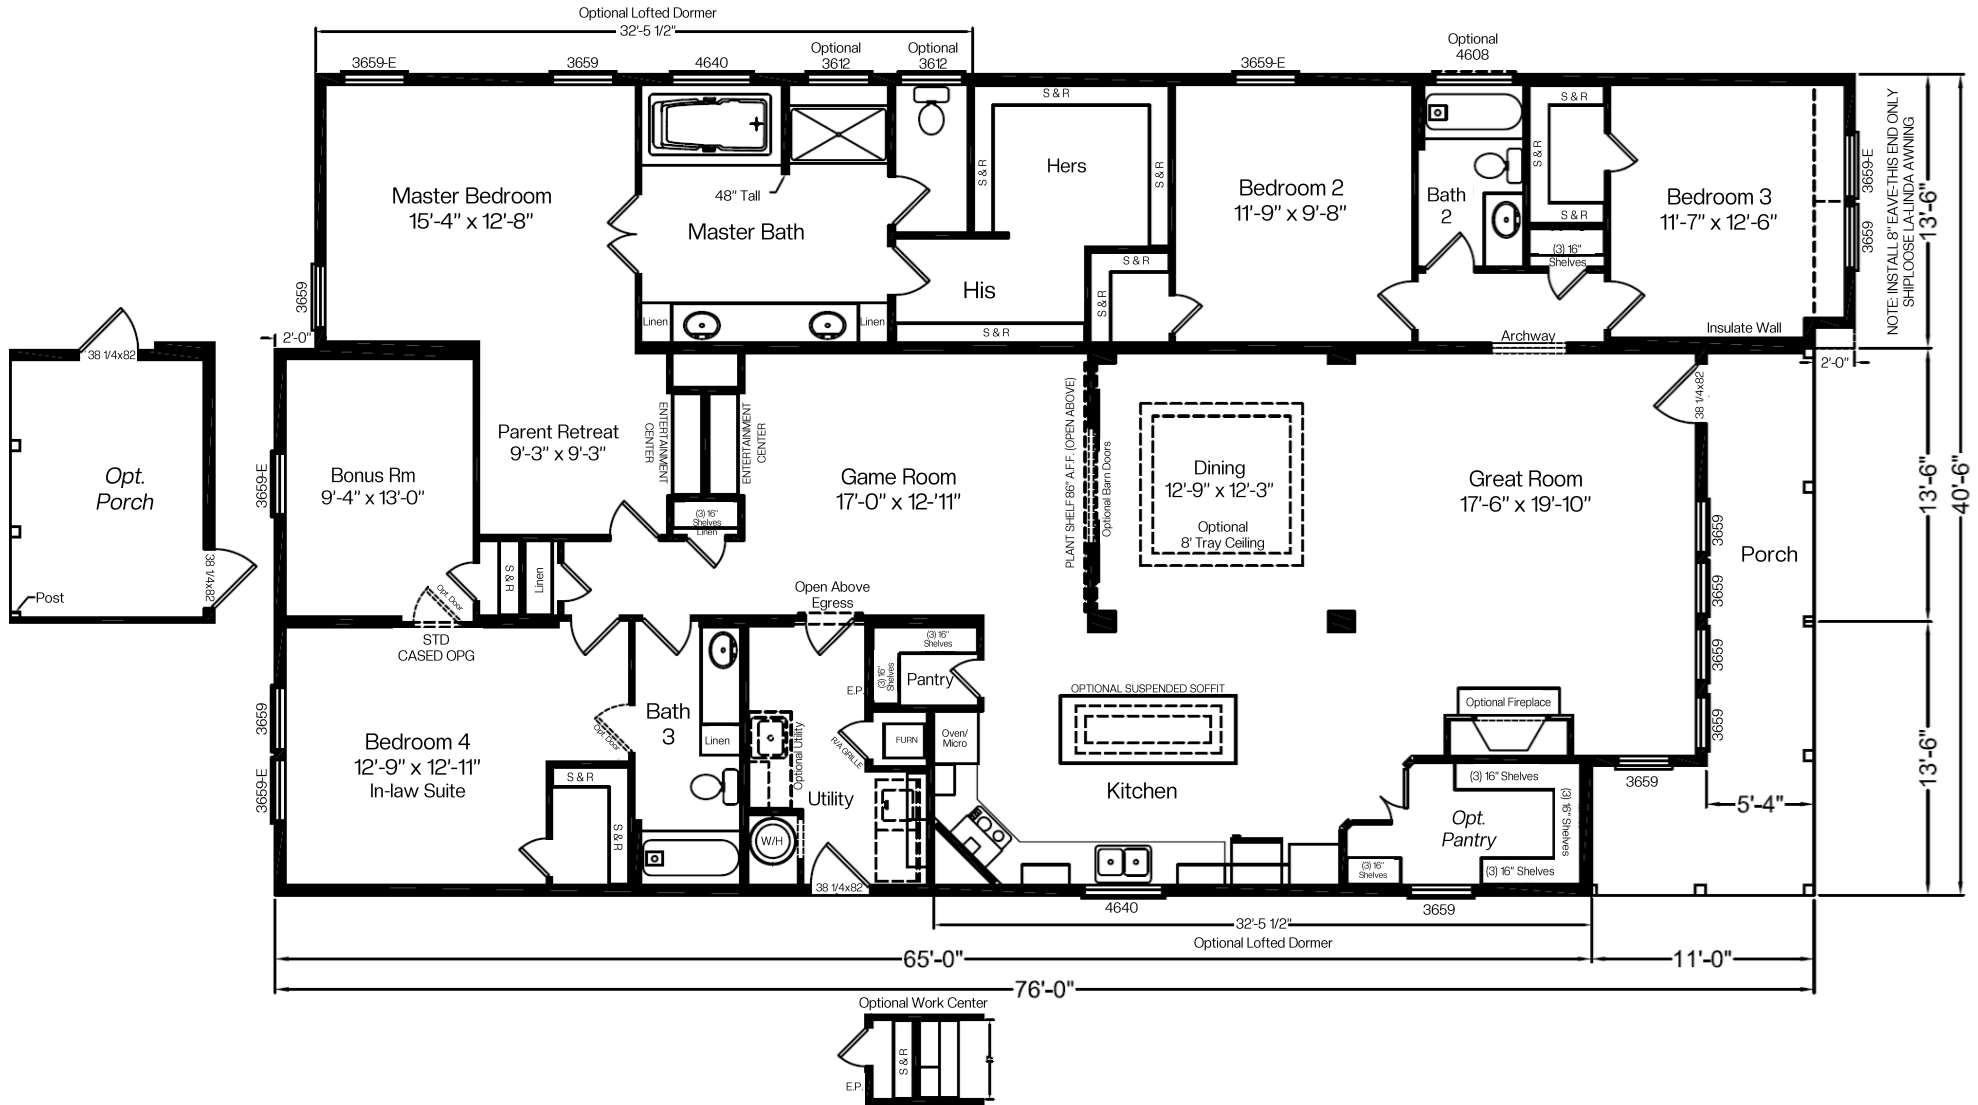 Optional Lofted Dormer
32'-5 1/2"
3659-E
3659
4640
Optional
3612
Optional
3612
3659-E
Optional
4608
S & R
S & R
S & R
S & R
Master Bedroom
15'-4" x 12'-8"
48" Tall
Master Bath
Hers
Bedroom 2
11'-9" x 9'-8"
Bath
2
S & R
S & R
Bedroom 3
11'-7" x 12'-6"
3659-E
3659
13'-6"
NOTE: INSTALL 8" EAVE-THIS END ONLY
SHIPLOOSE LA-LINDA AWNING
(3) 16"
Shelves
3659
His
S & R
S & R
Linen
Linen
S & R
Archway
Insulate Wall
2'-0"
2'-0"
38 1/4x82
Opt.
Porch
38 1/4x82
Post
3659-E
Bonus Rm
9'-4" x 13'-0"
Parent Retreat
9'-3" x 9'-3"
ENTERTAINMENT
CENTER
ENTERTAINMENT
CENTER
(3) 16"
Shelves
Linen
Game Room
17'-0" x 12-'11"
PLANT SHELF 86" A.F.F. (OPEN ABOVE)
Optional Barn Doors
Dining
12'-9" x 12'-3"
Optional
8' Tray Ceiling
Great Room
17'-6" x 19'-10"
38 1/4x82
3659
3659
3659
3659
Porch
13'-6"
40'-6"
S & R
Linen
Opt. Door
STD
CASED OPG
Open Above
Egress
(3) 16"
Shelves
(3) 16"
Shelves
Pantry
E.P.
3659
3659-E
Bedroom 4
12'-9" x 12'-11"
In-law Suite
Opt. Door
Bath
3
Linen
Optional Utility
R/A GRILLE
FURN
Oven/
Micro
OPTIONAL SUSPENDED SOFFIT
Optional Fireplace
S & R
S & R
Utility
W/H
38 1/4x82
Kitchen
Opt.
Pantry
(3) 16" Shelves
(3) 16" Shelves
(3) 16" Shelves
(3) 16"
Shelves
3659
5'-4"
13'-6"
4640
3659
32'-5 1/2"
Optional Lofted Dormer
65'-0"
11'-0"
76'-0"
Optional Work Center
S & R
E.P.